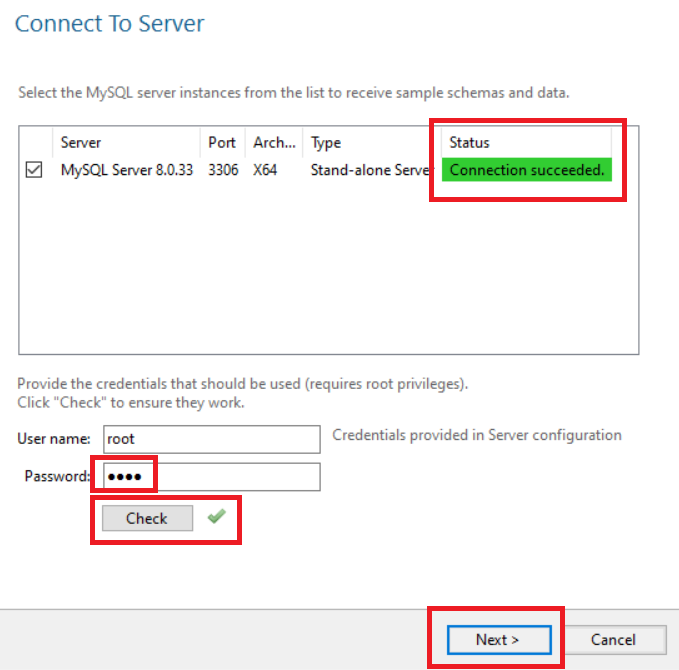 Connect To Server
Select the MySQL server instances from the list to receive sample schemas and data.
Server Port Arch... Type Status
MySQL Server 8.0.33 3306 X64 Stand-alone Serve Connection succeeded.
Provide the credentials that should be used (requires root privileges).
Click "Check" to ensure they work.
User name: root Credentials provided in Server configuration
Password: ●●●●
Check
Next > Cancel